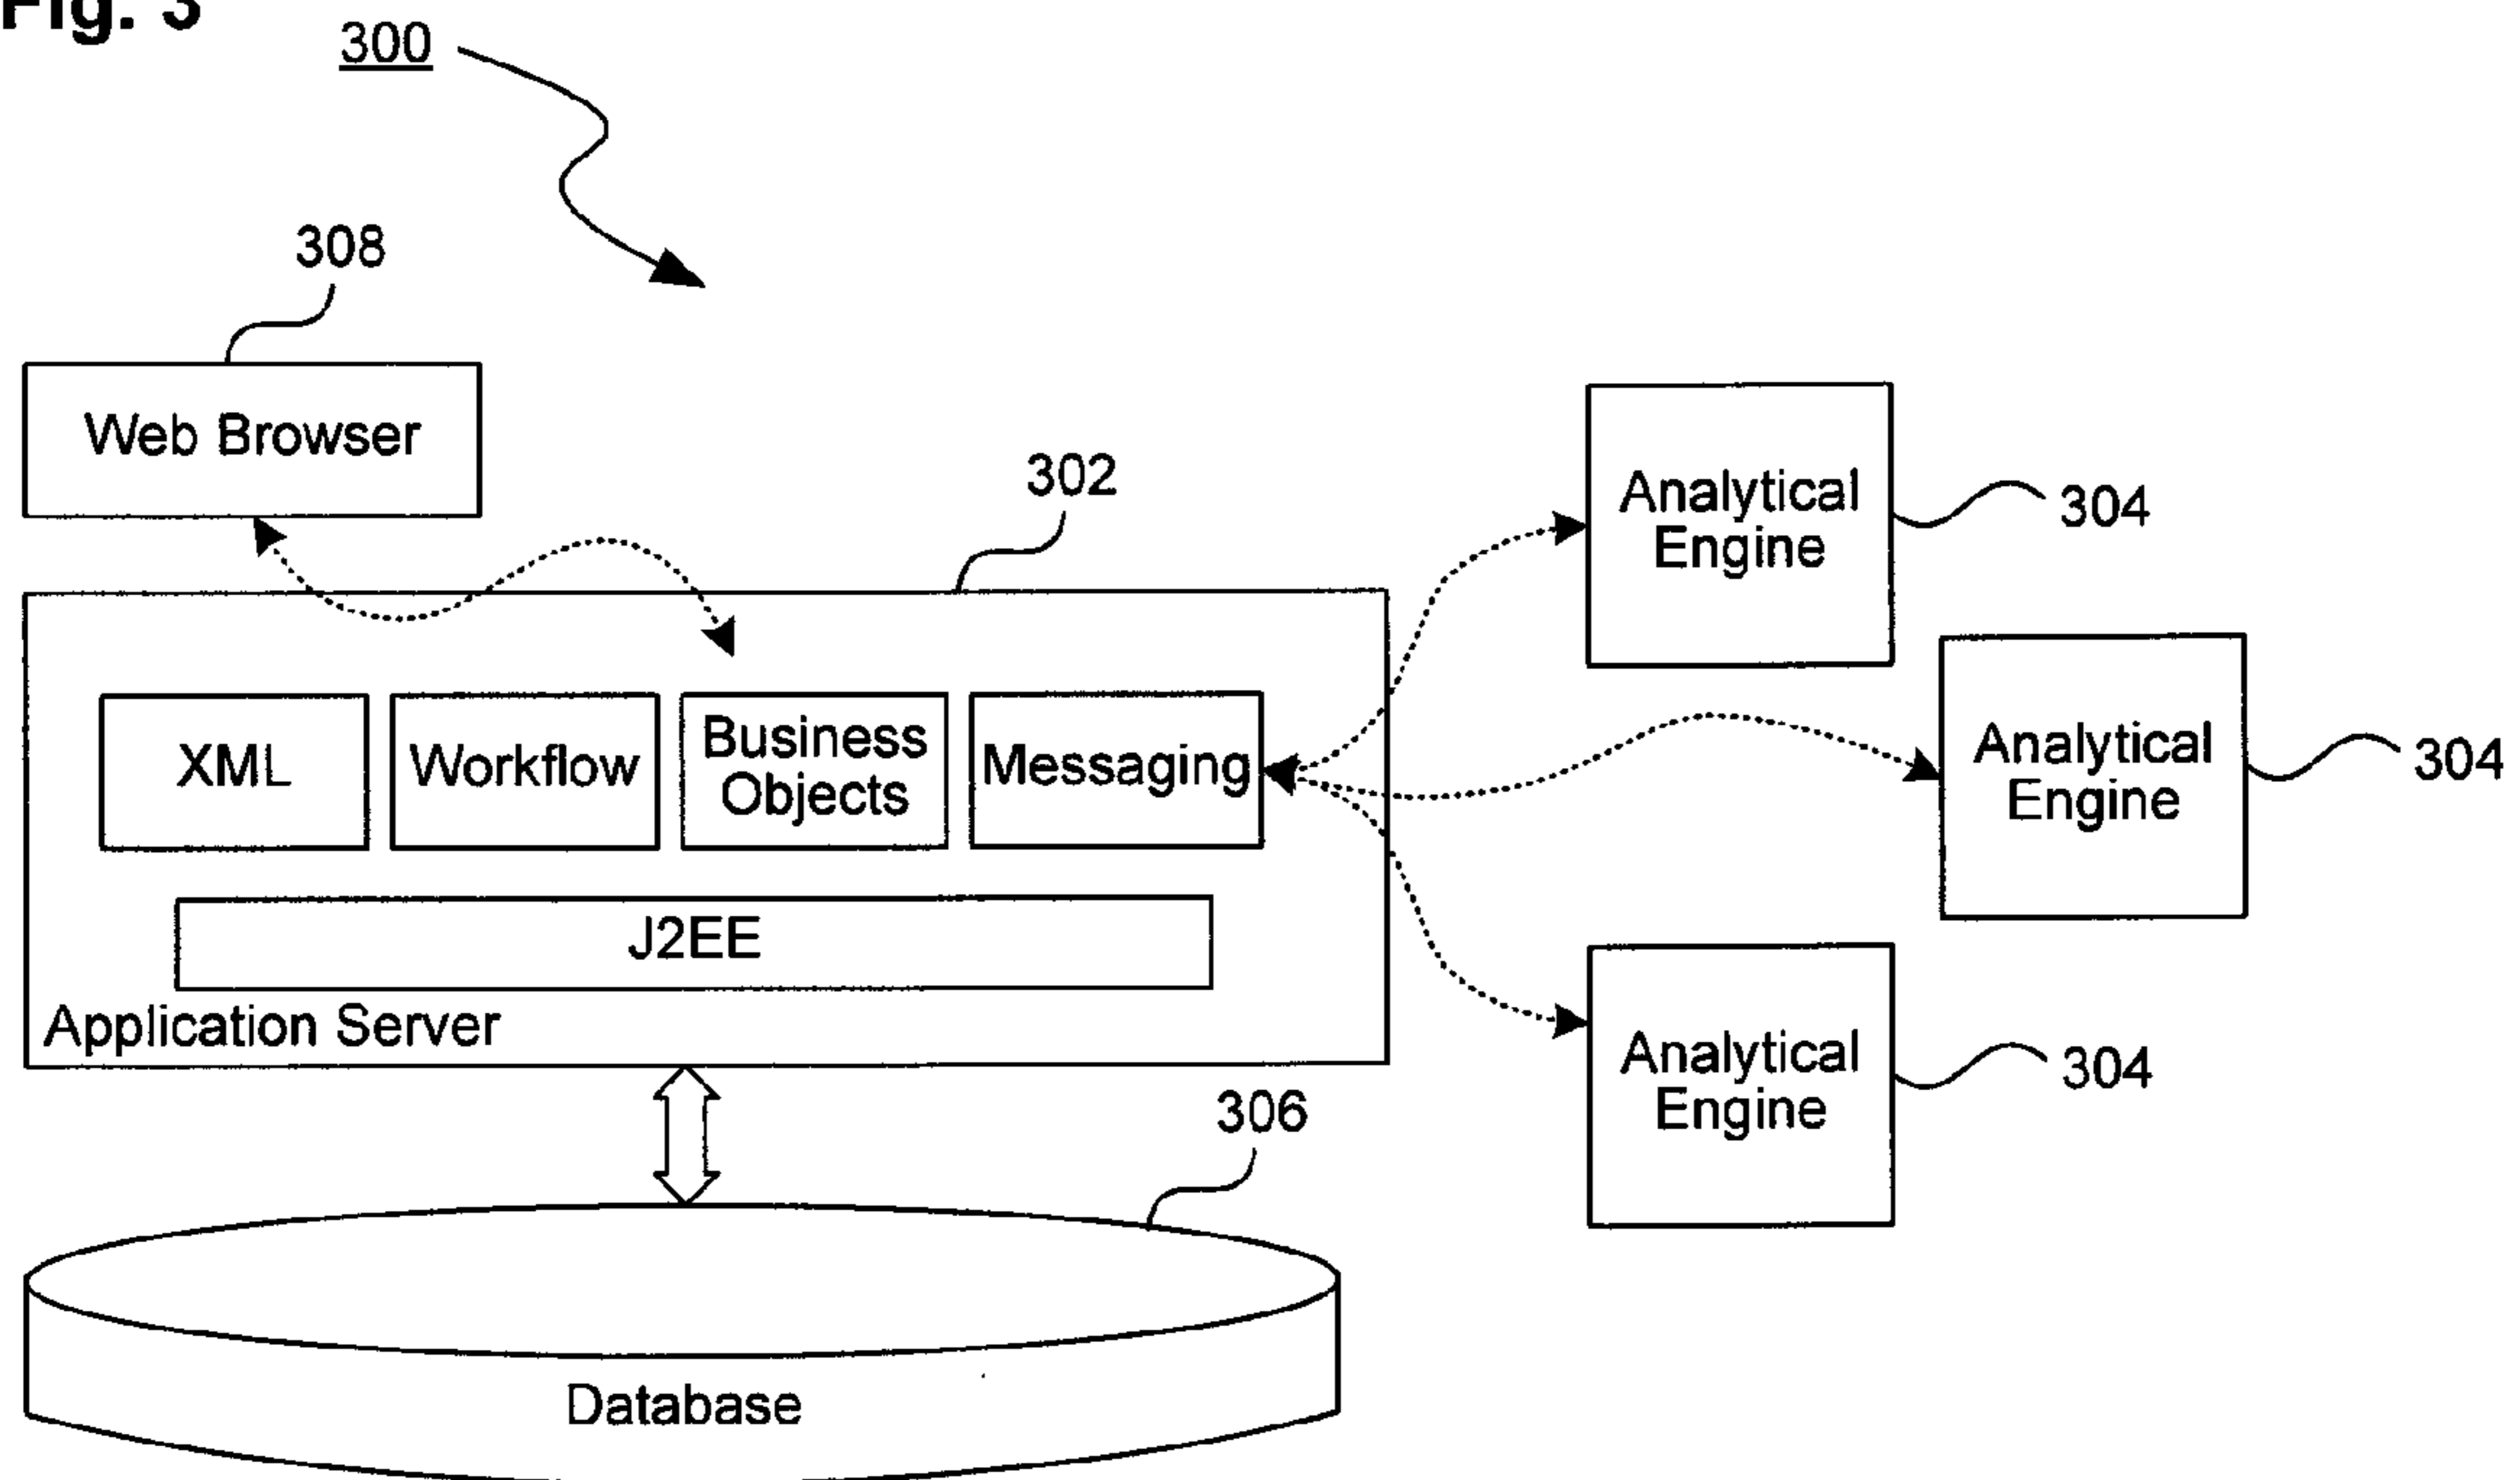 Fig. 3
300
308
Web Browser
302
Analytical
Engine
304
Analytical
Engine
304
XML
Workflow
Business
Objects
Messaging
J2EE
Application Server
Analytical
Engine
304
306
Database